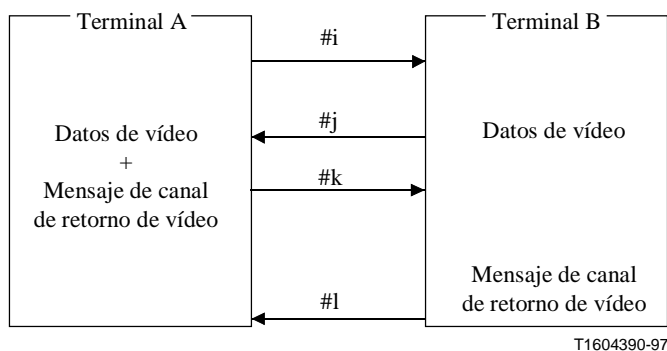 Terminal A
Terminal B
#i
#j
Datos de vídeo
+
Mensaje de canal
de retorno de vídeo
Datos de vídeo
#k
Mensaje de canal
de retorno de vídeo
#l
T1604390-97